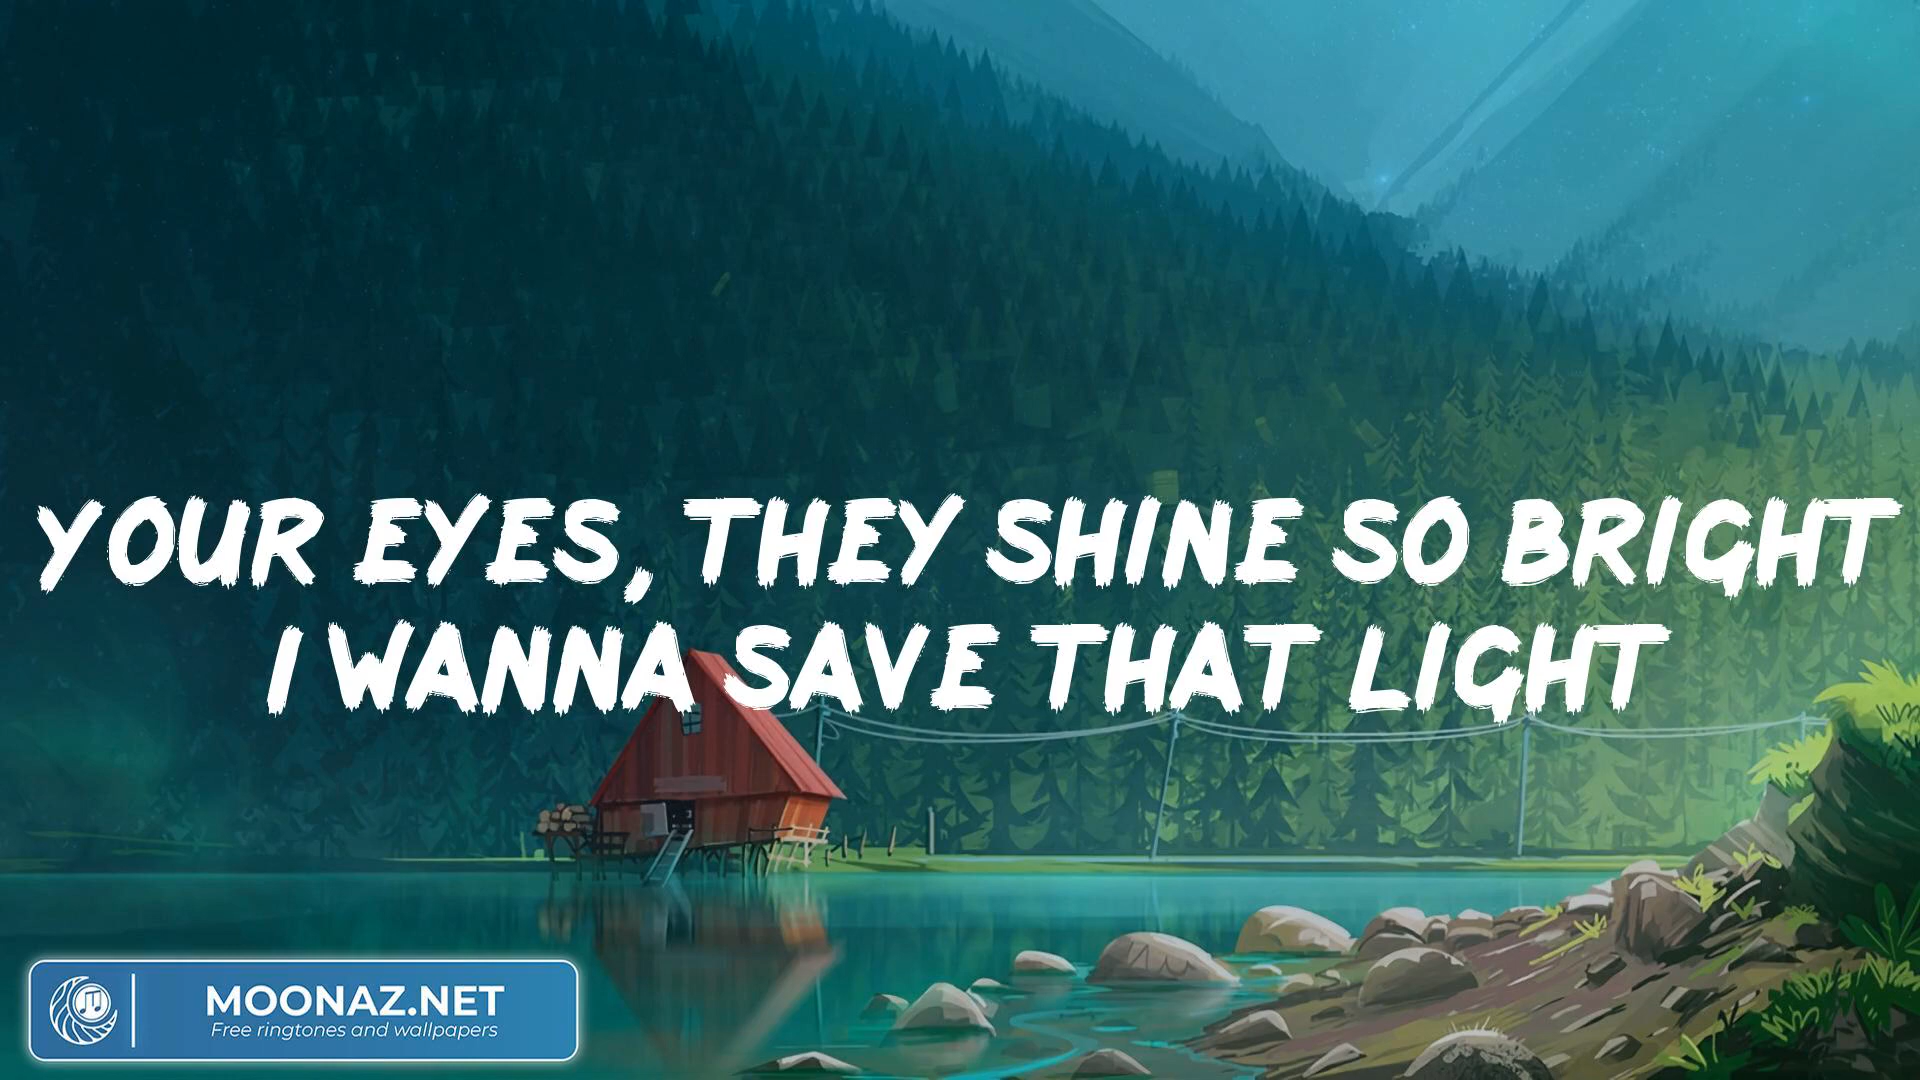 YOUR EYES, THEY SHINE SO BRIGHT
I WANNA SAVE THAT LIGHT
MOONAZ.NET
Free ringtones and wallpapers